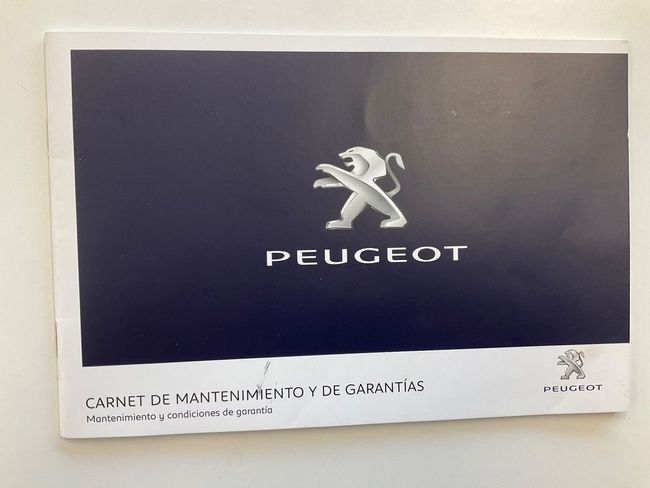 PEUGEOT
CARNET DE MANTENIMIENTO Y DE GARANTÍAS
Mantenimiento y condiciones de garantía
PEUGEOT